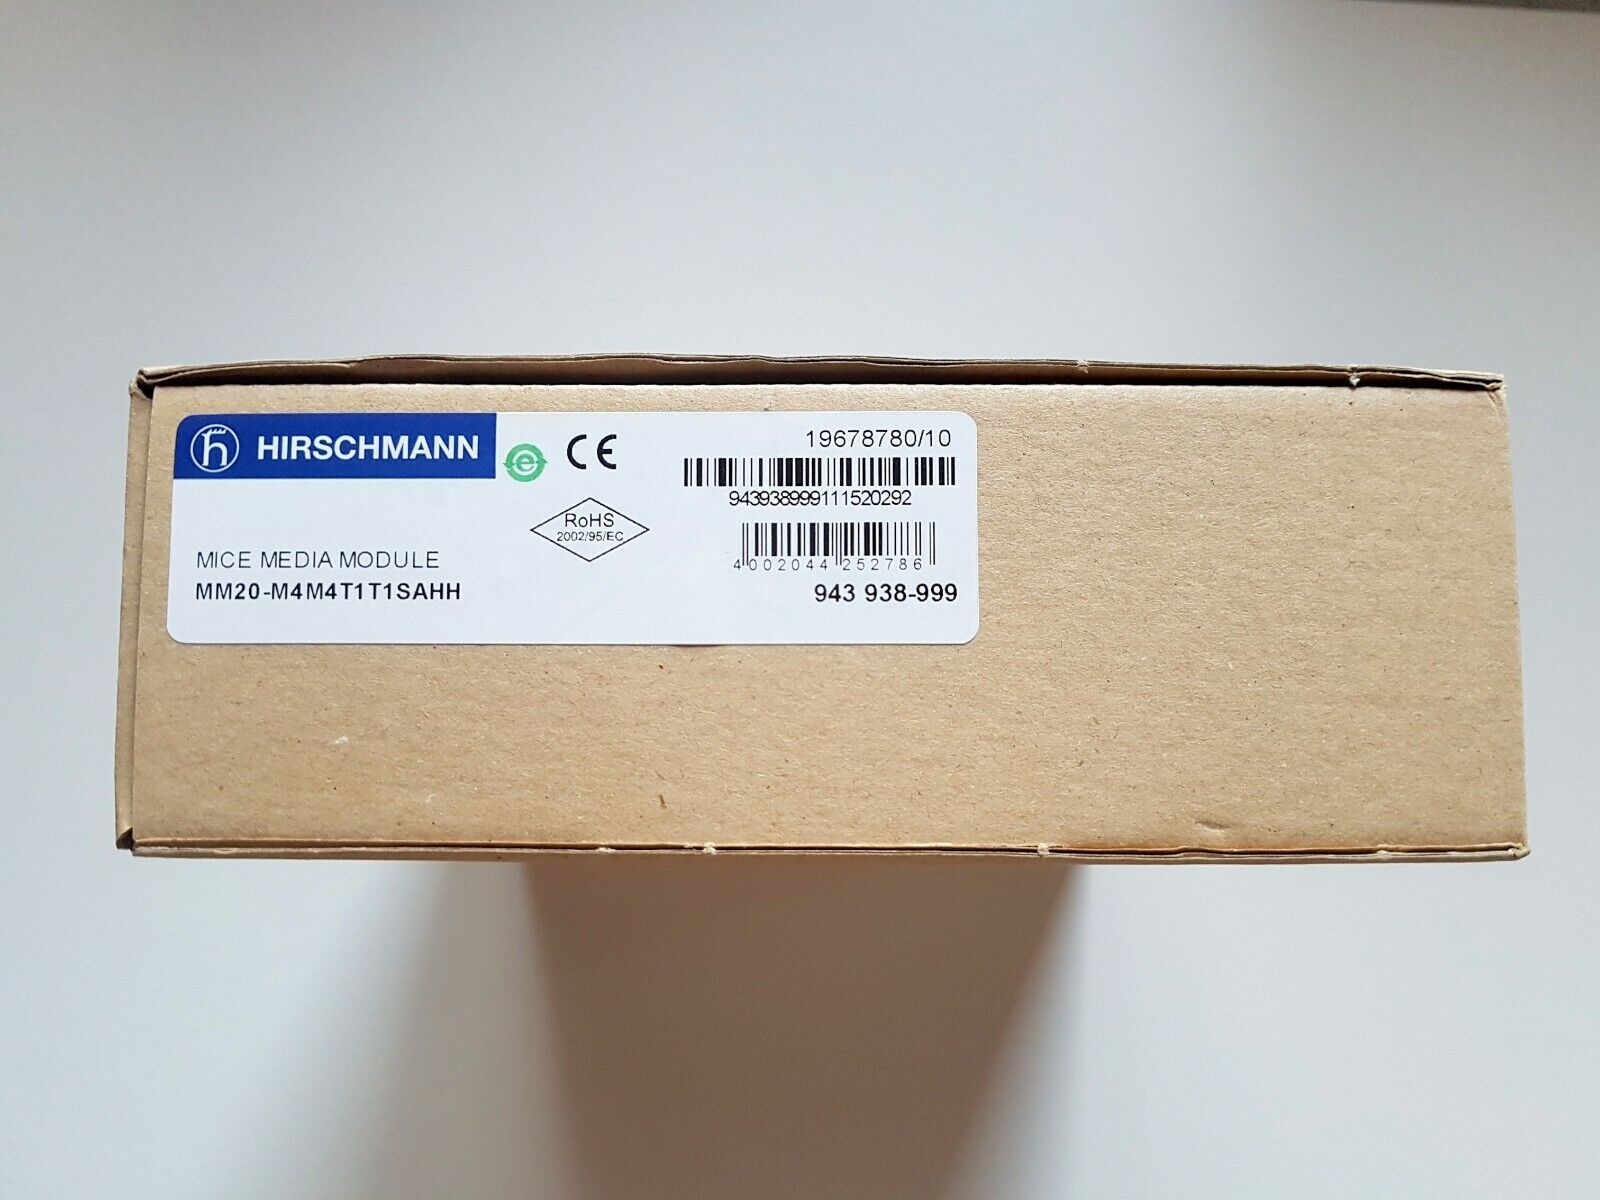 HIRSCHMANN
CE
19678780/10
943938999111520292
RoHS
2002/95/EC
4 002044 252786
MICE MEDIA MODULE
MM20-M4M4T1T1SAHH
943 938-999